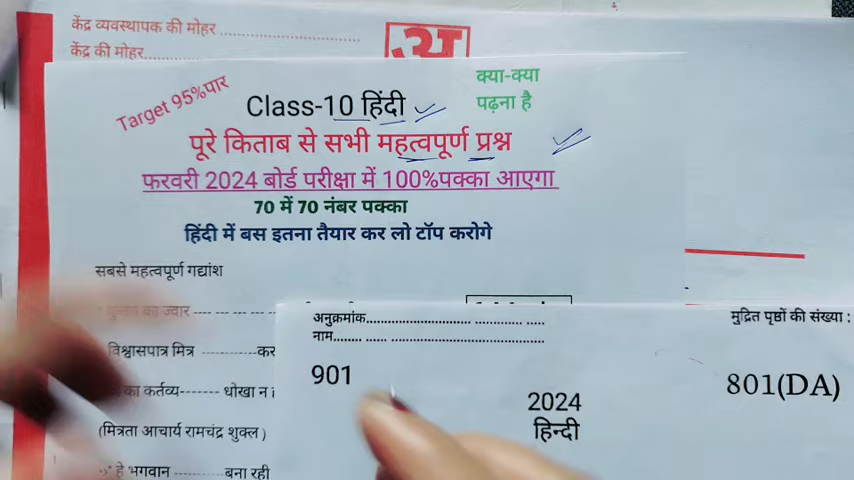 केंद्र व्यवस्थापक की मोहर ..............................
केंद्र की मोहर...................
अ
Target 95%पार
क्या-क्या
पढ़ना है
Class-10 हिंदी
पूरे किताब से सभी महत्वपूर्ण प्रश्न
फरवरी 2024 बोर्ड परीक्षा में 100%पक्का आएगा
70 में 70 नंबर पक्का
हिंदी में बस इतना तैयार कर लो टॉप करोगे
सबसे महत्वपूर्ण गद्यांश
का ज्वार ---- --- --- ---
विश्वासपात्र मित्र ------------कर
का कर्तव्य------- धोखा न
(मित्रता आचार्य रामचंद्र शुक्ल )
हे भगवान ------------ बना रही
अनुक्रमांक.......................... ............ .....
नाम........ ...... ..........................................
मुद्रित पृष्ठों की संख्या :
901
801(DA)
2024
हिन्दी